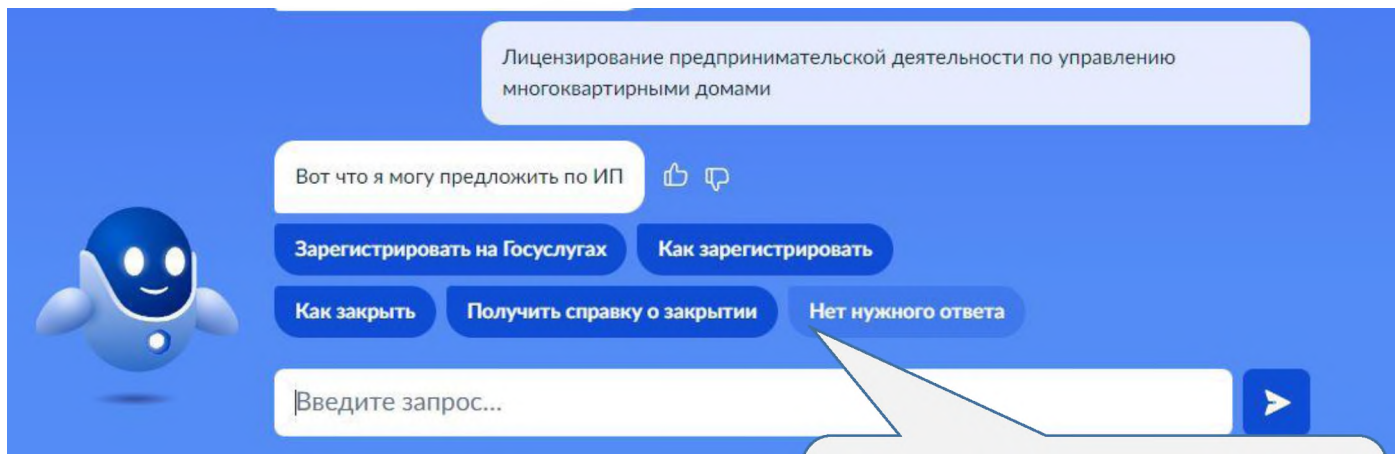 Лицензирование предпринимательской деятельности по управлению
многоквартирными домами
Вот что я могу предложить по ИП
Зарегистрировать на Госуслугах
Как зарегистрировать
Как закрыть
Получить справку о закрытии
Нет нужного ответа
Введите запрос...